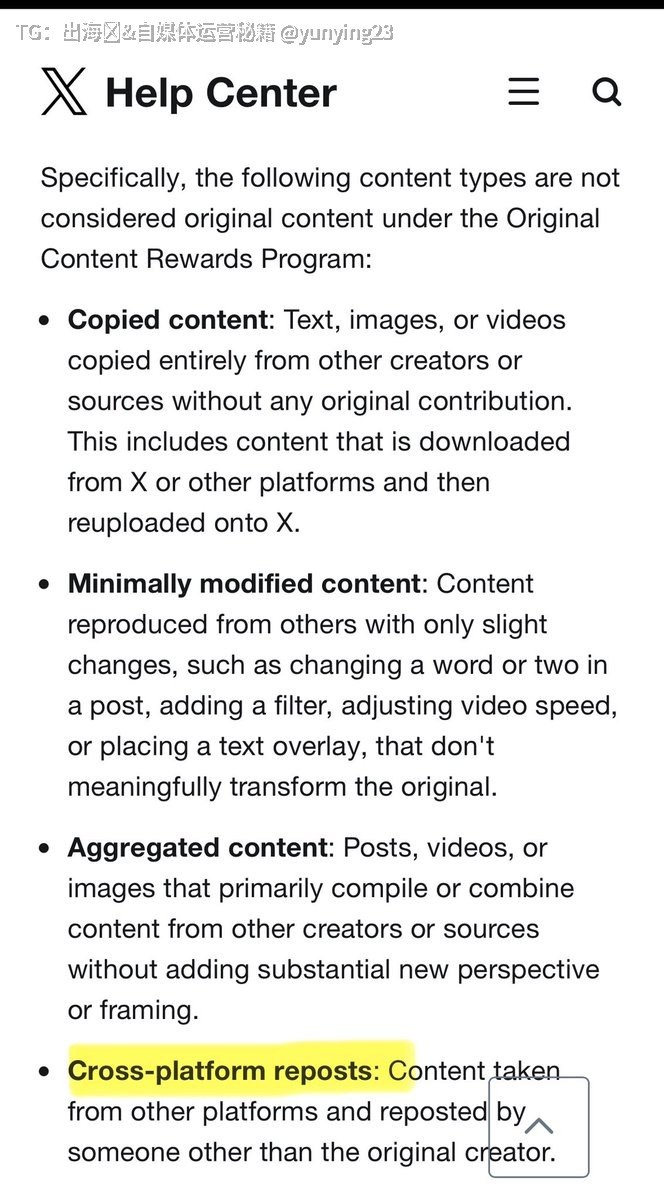 TG：出海&自媒体运营秘籍 @yunying23
X Help Center
Specifically, the following content types are not
considered original content under the Original
Content Rewards Program:
• Copied content: Text, images, or videos
copied entirely from other creators or
sources without any original contribution.
This includes content that is downloaded
from X or other platforms and then
reuploaded onto X.
• Minimally modified content: Content
reproduced from others with only slight
changes, such as changing a word or two in
a post, adding a filter, adjusting video speed,
or placing a text overlay, that don't
meaningfully transform the original.
• Aggregated content: Posts, videos, or
images that primarily compile or combine
content from other creators or sources
without adding substantial new perspective
or framing.
• Cross-platform reposts: Content taken
from other platforms and reposted by
someone other than the original creator.